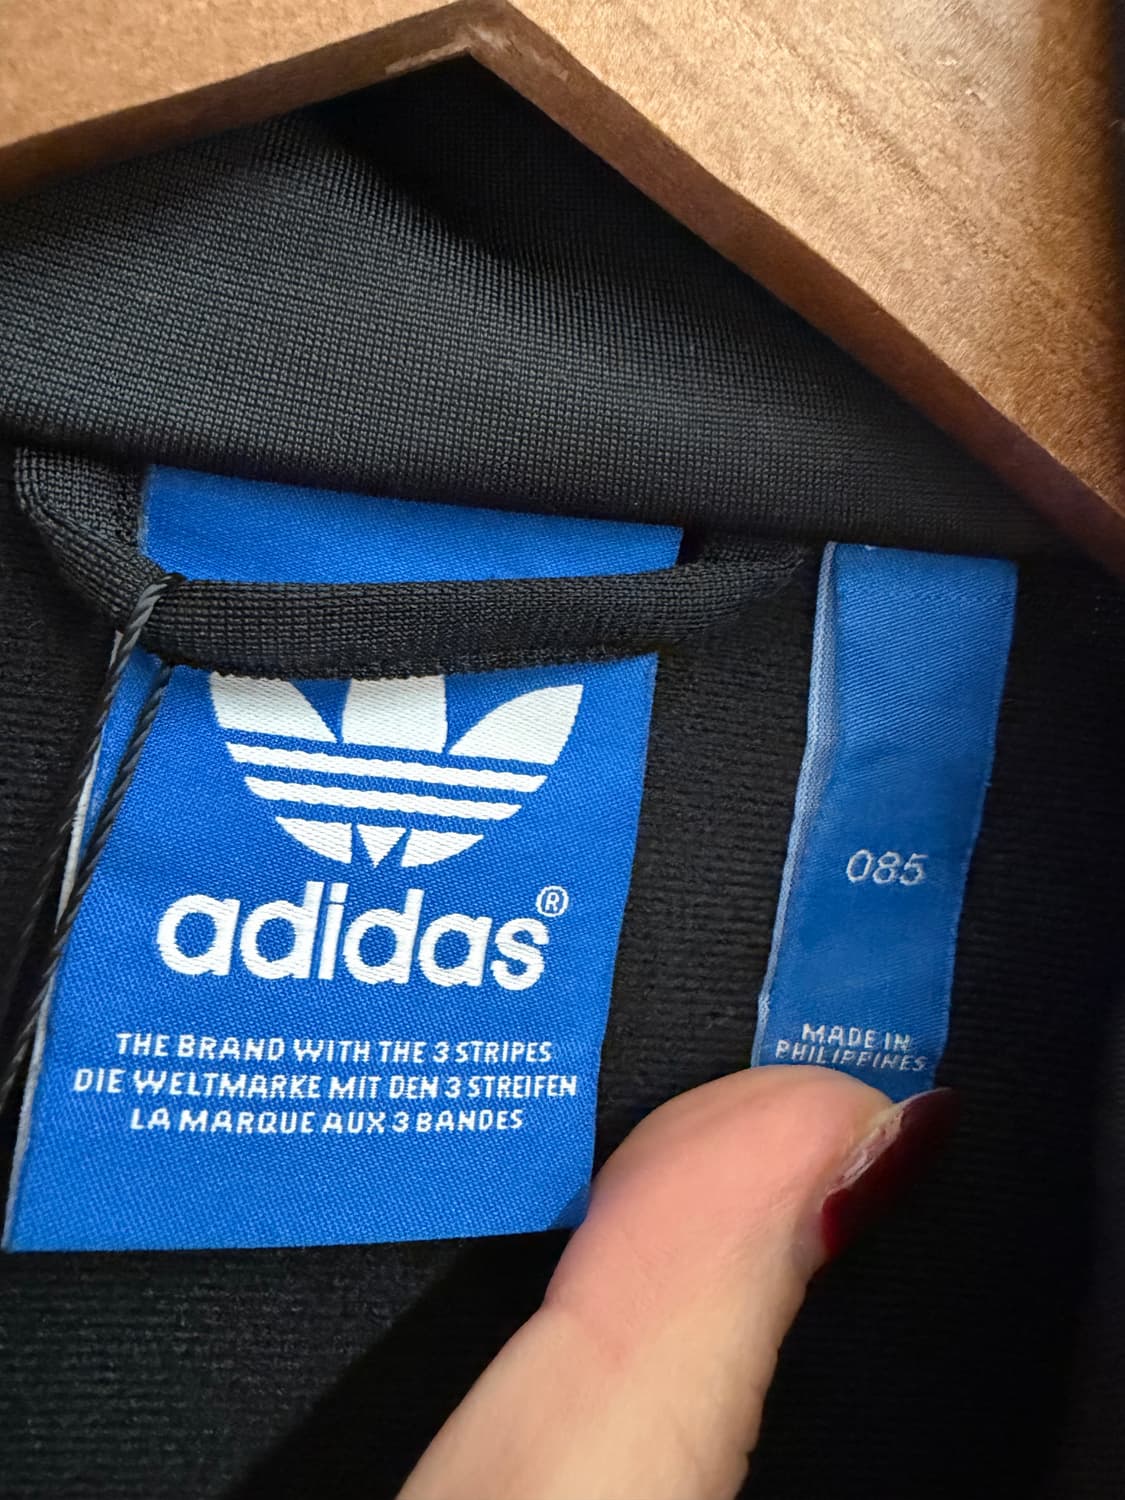 adidas®
THE BRAND WITH THE 3 STRIPES
DIE WELTMARKE MIT DEN 3 STREIFEN
LA MARQUE AUX 3 BANDES
085
MADE IN
PHILIPPINES